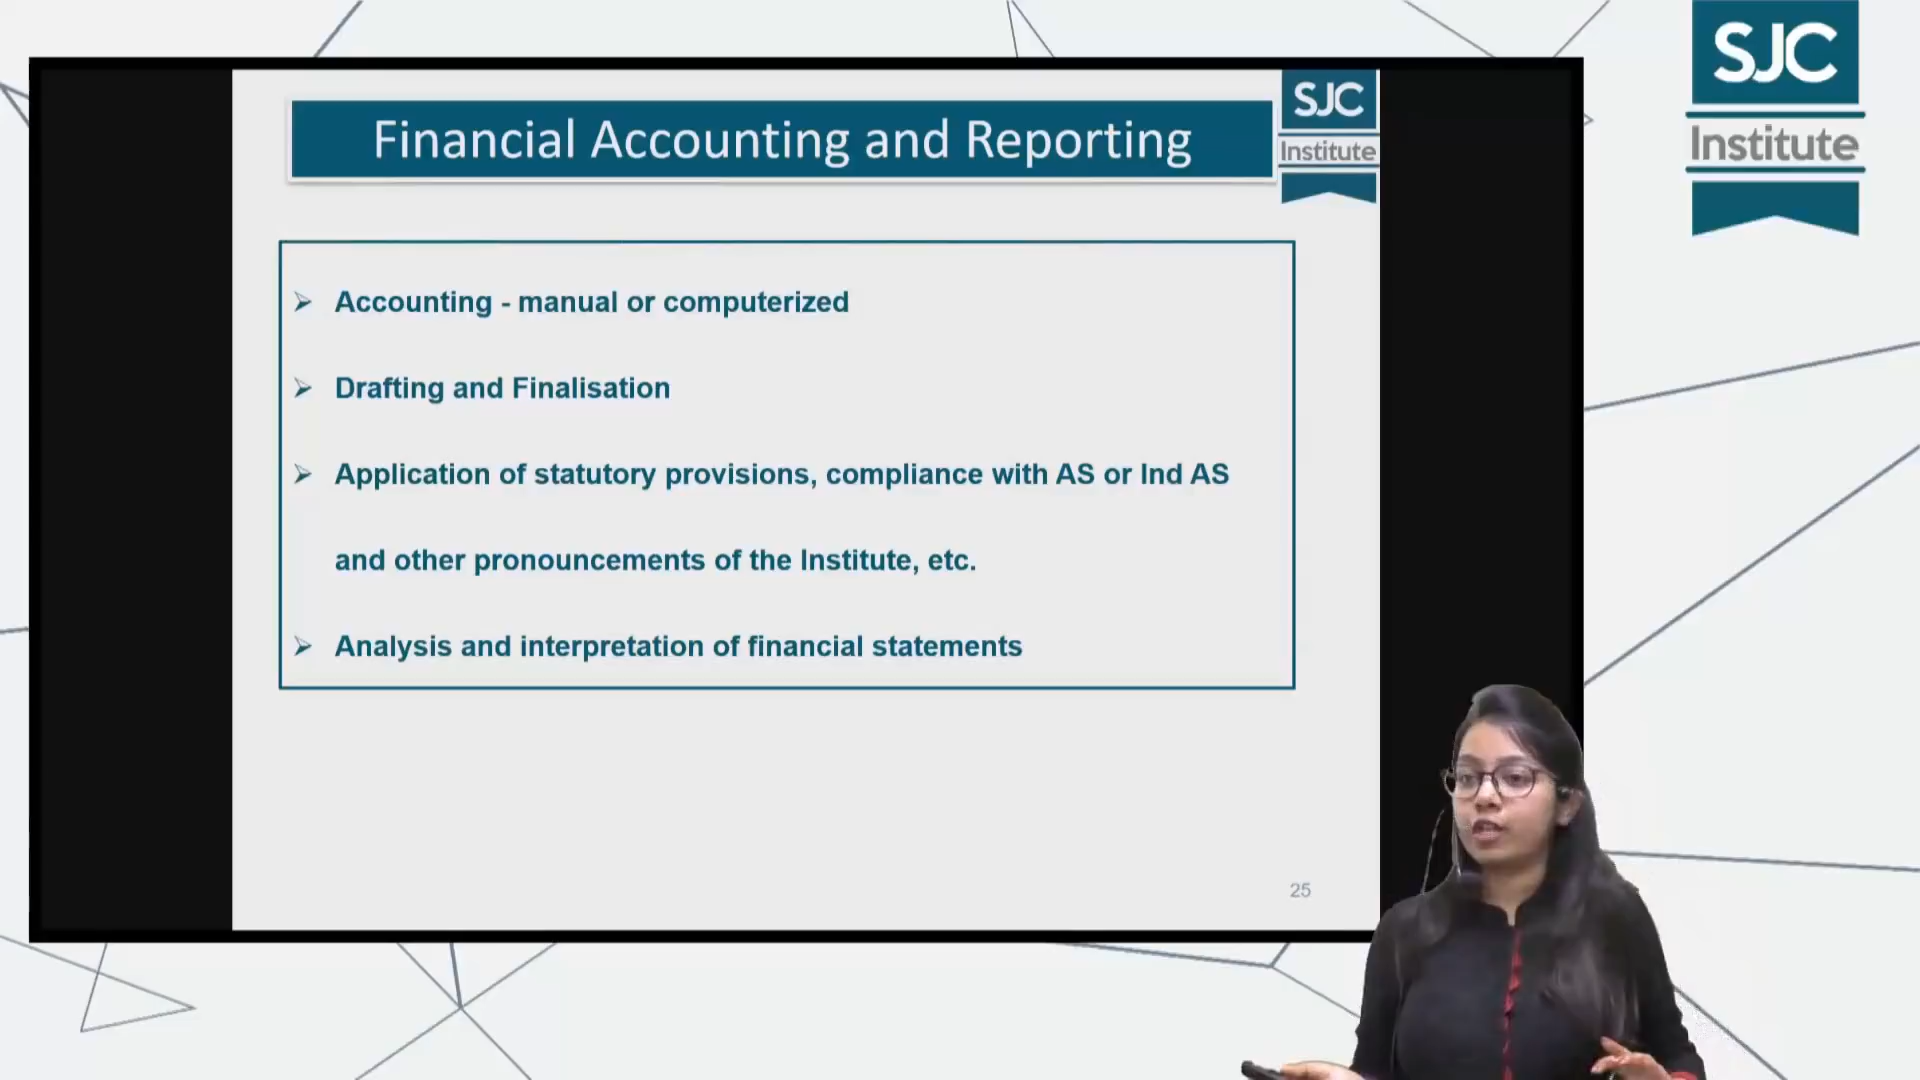 SJC
Institute
Financial Accounting and Reporting
SJC
Institute
➢ Accounting - manual or computerized
➢ Drafting and Finalisation
➢ Application of statutory provisions, compliance with AS or Ind AS
and other pronouncements of the Institute, etc.
➢ Analysis and interpretation of financial statements
25